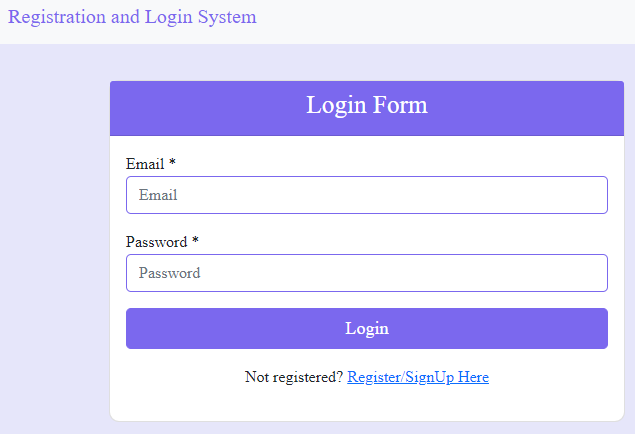 Registration and Login System
Login Form
Email *
Email
Password *
Password
Login
Not registered? Register/SignUp Here